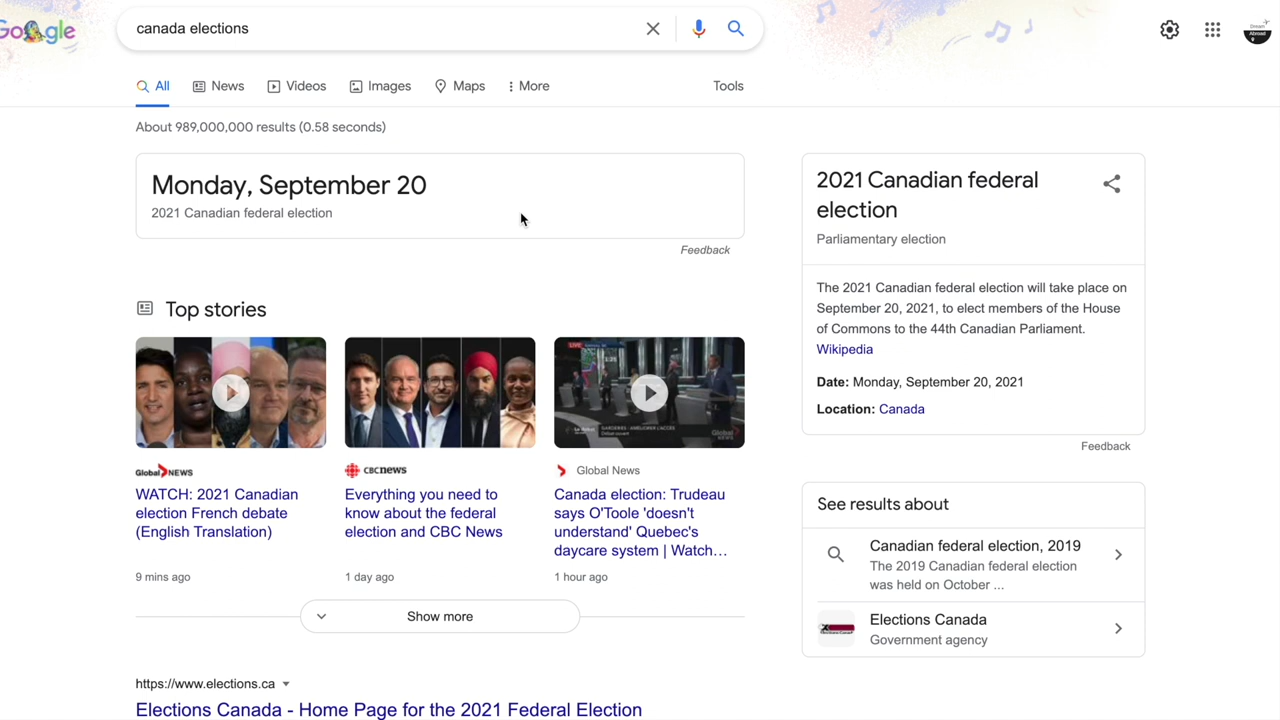 Google
canada elections
All
News
Videos
Images
Maps
More
Tools
About 989,000,000 results (0.58 seconds)
Monday, September 20
2021 Canadian federal election
Feedback
Top stories
Global NEWS
WATCH: 2021 Canadian
election French debate
(English Translation)
9 mins ago
CBC news
Everything you need to
know about the federal
election and CBC News
1 day ago
LIVE
Global
NEWS
Global News
Canada election: Trudeau
says O'Toole 'doesn't
understand' Quebec's
daycare system | Watch…
1 hour ago
Show more
https://www.elections.ca
Elections Canada - Home Page for the 2021 Federal Election
2021 Canadian federal
election
Parliamentary election
The 2021 Canadian federal election will take place on
September 20, 2021, to elect members of the House
of Commons to the 44th Canadian Parliament.
Wikipedia
Date: Monday, September 20, 2021
Location: Canada
Feedback
See results about
Canadian federal election, 2019
The 2019 Canadian federal election
was held on October ...
Elections Canada
Government agency